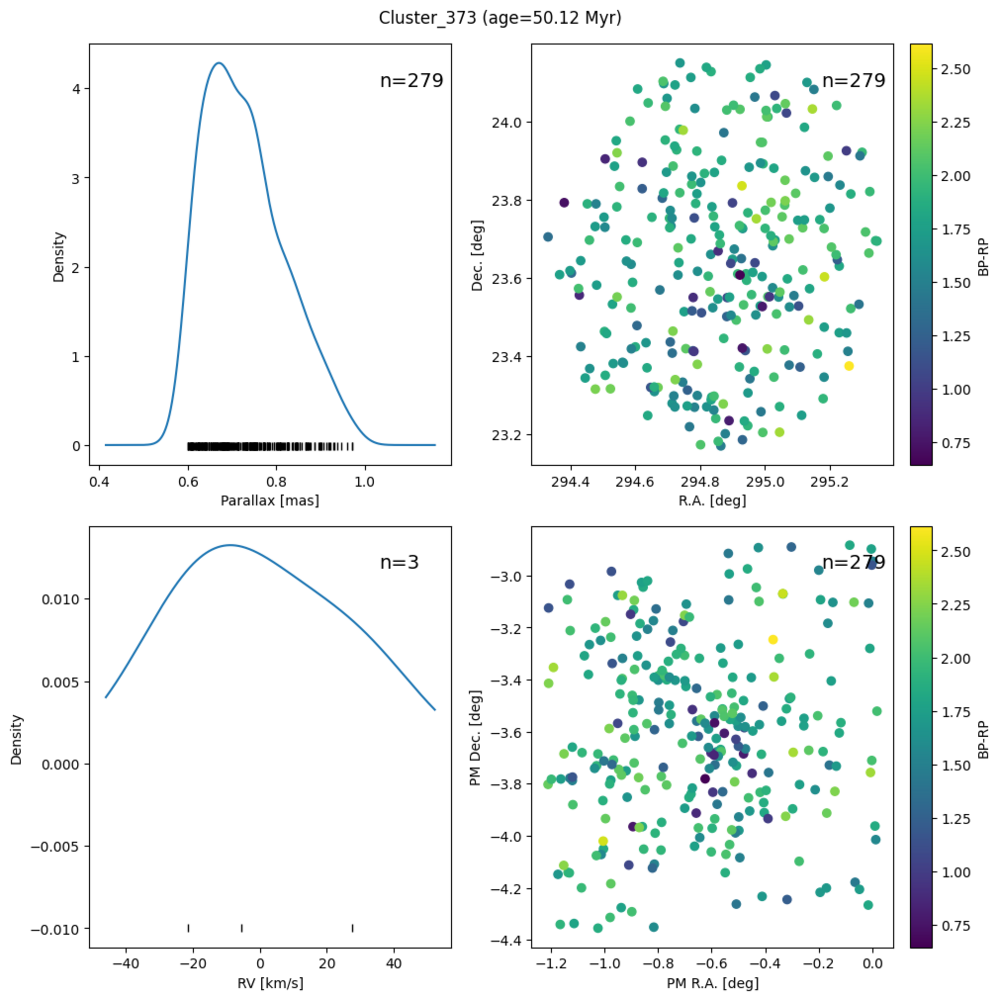 Cluster_373 (age=50.12 Myr)
n=279
Density
4
3
2
1
0
0.4 0.6 0.8 1.0
Parallax [mas]
n=279
Dec. [deg]
24.0
23.8
23.6
23.4
23.2
294.4 294.6 294.8 295.0 295.2
R.A. [deg]
2.50
2.25
2.00
1.75
1.50
1.25
1.00
0.75
BP-RP
n=3
Density
0.010
0.005
0.000
−0.005
−0.010
−40 −20 0 20 40
RV [km/s]
n=279
PM Dec. [deg]
−3.0
−3.2
−3.4
−3.6
−3.8
−4.0
−4.2
−4.4
−1.2 −1.0 −0.8 −0.6 −0.4 −0.2 0.0
PM R.A. [deg]
2.50
2.25
2.00
1.75
1.50
1.25
1.00
0.75
BP-RP